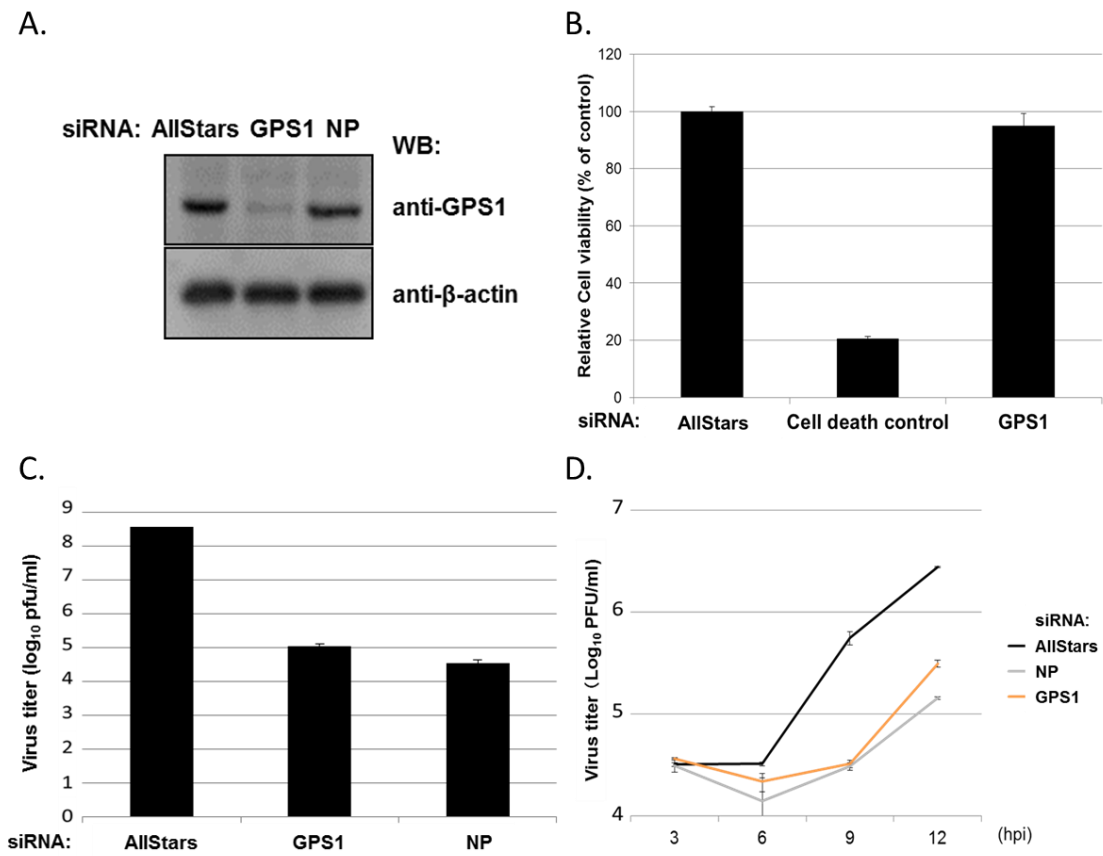 A.
siRNA: AllStars GPS1 NP
WB:
anti-GPS1
anti-β-actin
B.
Relative Cell viability (% of control)
120
100
80
60
40
20
0
siRNA: AllStars Cell death control GPS1
C.
Virus titer (log10 pfu/ml)
9
8
7
6
5
4
3
2
1
0
siRNA: AllStars GPS1 NP
D.
Virus titer (Log10 PFU/ml)
7
6
5
4
3 6 9 12 (hpi)
siRNA:
AllStars
NP
GPS1